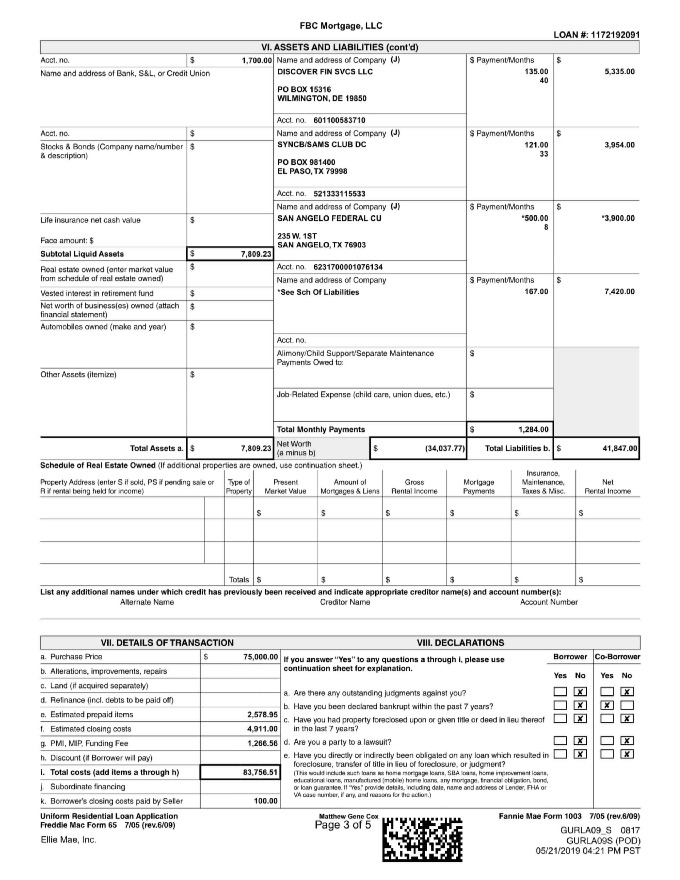 FBC Mortgage, LLC
LOAN #: 1172192091
VI. ASSETS AND LIABILITIES (cont'd)
Acct. no. $ 1,700.00
Name and address of Bank, S&L, or Credit Union
Name and address of Company (J) $ Payment/Months $
DISCOVER FIN SVCS LLC 135.00 5,335.00
40
PO BOX 15316
WILMINGTON, DE 19850
Acct. no. 601100583710
Acct. no. $
Stocks & Bonds (Company name/number $
& description)
Name and address of Company (J) $ Payment/Months $
SYNCB/SAMS CLUB DC 121.00 3,954.00
33
PO BOX 981400
EL PASO, TX 79998
Acct. no. 521333115533
Life insurance net cash value $
Face amount: $
Subtotal Liquid Assets $ 7,809.23
Name and address of Company (J) $ Payment/Months $
SAN ANGELO FEDERAL CU *500.00 *3,900.00
8
235 W. 1ST
SAN ANGELO, TX 76903
Acct. no. 6231700001076134
Real estate owned (enter market value $
from schedule of real estate owned)
Vested interest in retirement fund $
Net worth of business(es) owned (attach $
financial statement)
Automobiles owned (make and year) $
Name and address of Company $ Payment/Months $
*See Sch Of Liabilities 167.00 7,420.00
Acct. no.
Alimony/Child Support/Separate Maintenance $
Payments Owed to:
Other Assets (itemize) $
Job-Related Expense (child care, union dues, etc.) $
Total Monthly Payments $ 1,284.00
Total Assets a. $ 7,809.23 Net Worth $ (34,037.77) Total Liabilities b. $ 41,847.00
(a minus b)
Schedule of Real Estate Owned (If additional properties are owned, use continuation sheet.)
Property Address (enter S if sold, PS if pending sale or
R if rental being held for income)
Type of
Property
Present
Market Value
Amount of
Mortgages & Liens
Gross
Rental Income
Mortgage
Payments
Insurance,
Maintenance,
Taxes & Misc.
Net
Rental Income
$ $ $ $ $ $
Totals $ $ $ $ $ $
List any additional names under which credit has previously been received and indicate appropriate creditor name(s) and account number(s):
Alternate Name Creditor Name Account Number
VII. DETAILS OF TRANSACTION
a. Purchase Price $ 75,000.00
b. Alterations, improvements, repairs
c. Land (if acquired separately)
d. Refinance (incl. debts to be paid off)
e. Estimated prepaid items 2,578.95
f. Estimated closing costs 4,911.00
g. PMI, MIP, Funding Fee 1,266.56
h. Discount (if Borrower will pay)
i. Total costs (add items a through h) 83,756.51
j. Subordinate financing
k. Borrower's closing costs paid by Seller 100.00
VIII. DECLARATIONS
If you answer "Yes" to any questions a through i, please use
continuation sheet for explanation.
Borrower Co-Borrower
Yes No Yes No
a. Are there any outstanding judgments against you? X X
b. Have you been declared bankrupt within the past 7 years? X X
c. Have you had property foreclosed upon or given title or deed in lieu thereof X X
in the last 7 years?
d. Are you a party to a lawsuit? X X
e. Have you directly or indirectly been obligated on any loan which resulted in X X
foreclosure, transfer of title in lieu of foreclosure, or judgment?
(This would include such loans as home mortgage loans, SBA loans, home improvement loans,
educational loans, manufactured (mobile) home loans, any mortgage, financial obligation, bond,
or loan guarantee. If "Yes," provide details, including date, name and address of Lender, FHA or
VA case number, if any, and reasons for the action.)
Uniform Residential Loan Application
Freddie Mac Form 65 7/05 (rev.6/09)
Ellie Mae, Inc.
Matthew Gene Cox
Page 3 of 5
Fannie Mae Form 1003 7/05 (rev.6/09)
GURLA09_S 0817
GURLA09S (POD)
05/21/2019 04:21 PM PST